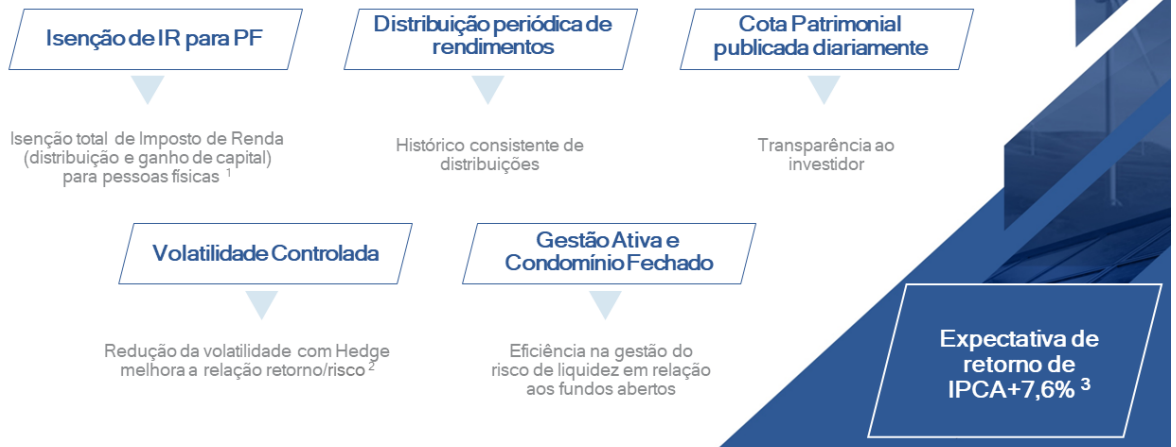 Isenção de IR para PF
Isenção total de Imposto de Renda
(distribuição e ganho de capital)
para pessoas físicas ¹
Distribuição periódica de
rendimentos
Histórico consistente de
distribuições
Cota Patrimonial
publicada diariamente
Transparência ao
investidor
Volatilidade Controlada
Redução da volatilidade com Hedge
melhora a relação retorno/risco ²
Gestão Ativa e
Condomínio Fechado
Eficiência na gestão do
risco de liquidez em relação
aos fundos abertos
Expectativa de
retorno de
IPCA+7,6% ³